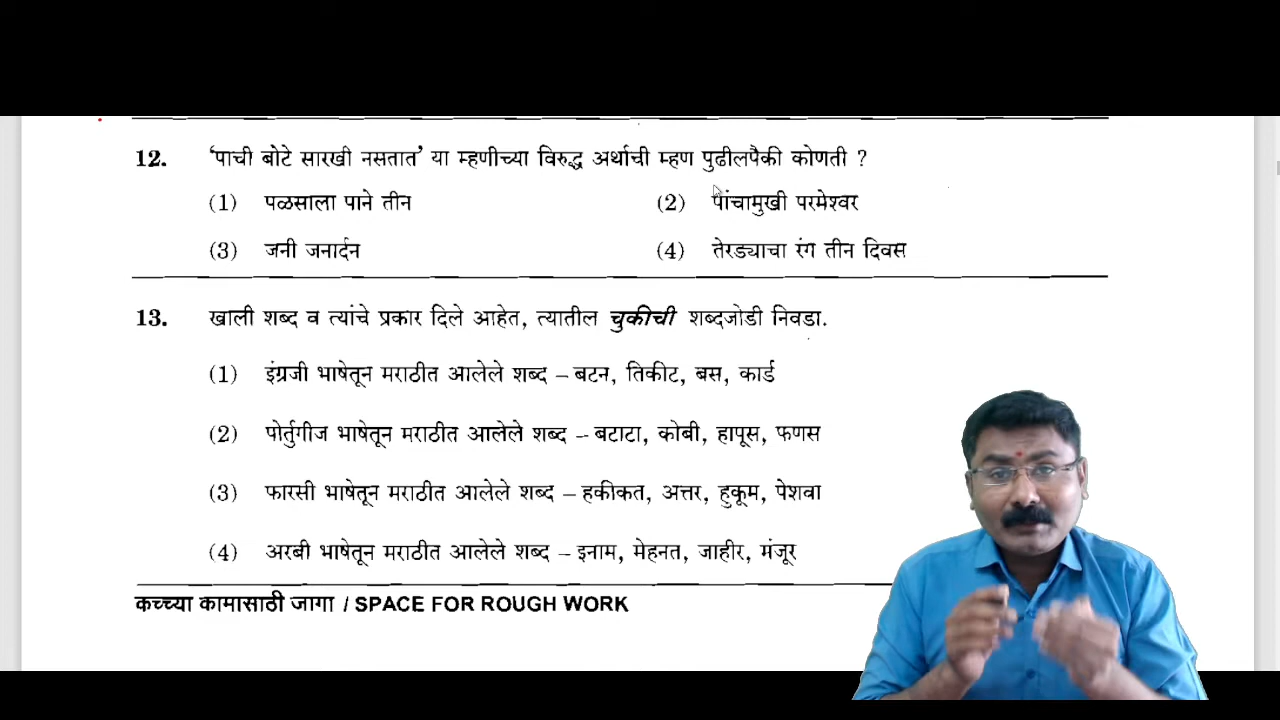 12. 'पाची बोटे सारखी नसतात' या म्हणीच्या विरुद्ध अर्थाची म्हण पुढीलपैकी कोणती ?
(1) पळसाला पाने तीन (2) पांचामुखी परमेश्वर
(3) जनी जनार्दन (4) तेरड्याचा रंग तीन दिवस
13. खाली शब्द व त्यांचे प्रकार दिले आहेत, त्यातील चुकीची शब्दजोडी निवडा.
(1) इंग्रजी भाषेतून मराठीत आलेले शब्द – बटन, तिकीट, बस, कार्ड
(2) पोर्तुगीज भाषेतून मराठीत आलेले शब्द – बटाटा, कोबी, हापूस, फणस
(3) फारसी भाषेतून मराठीत आलेले शब्द – हकीकत, अत्तर, हुकूम, पेशवा
(4) अरबी भाषेतून मराठीत आलेले शब्द – इनाम, मेहनत, जाहीर, मंजूर
कच्च्या कामासाठी जागा / SPACE FOR ROUGH WORK